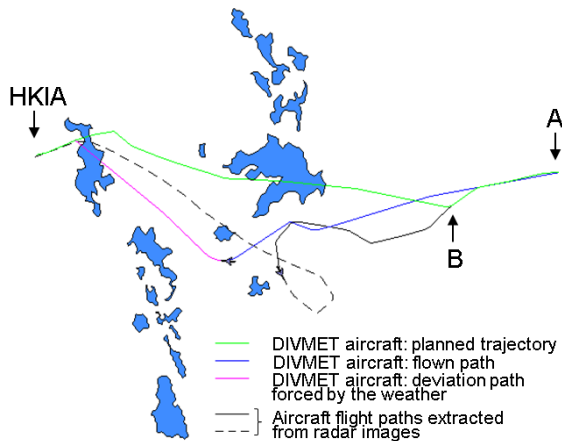 HKIA
A
B
DIVMET aircraft: planned trajectory
DIVMET aircraft: flown path
DIVMET aircraft: deviation path
forced by the weather
Aircraft flight paths extracted
from radar images